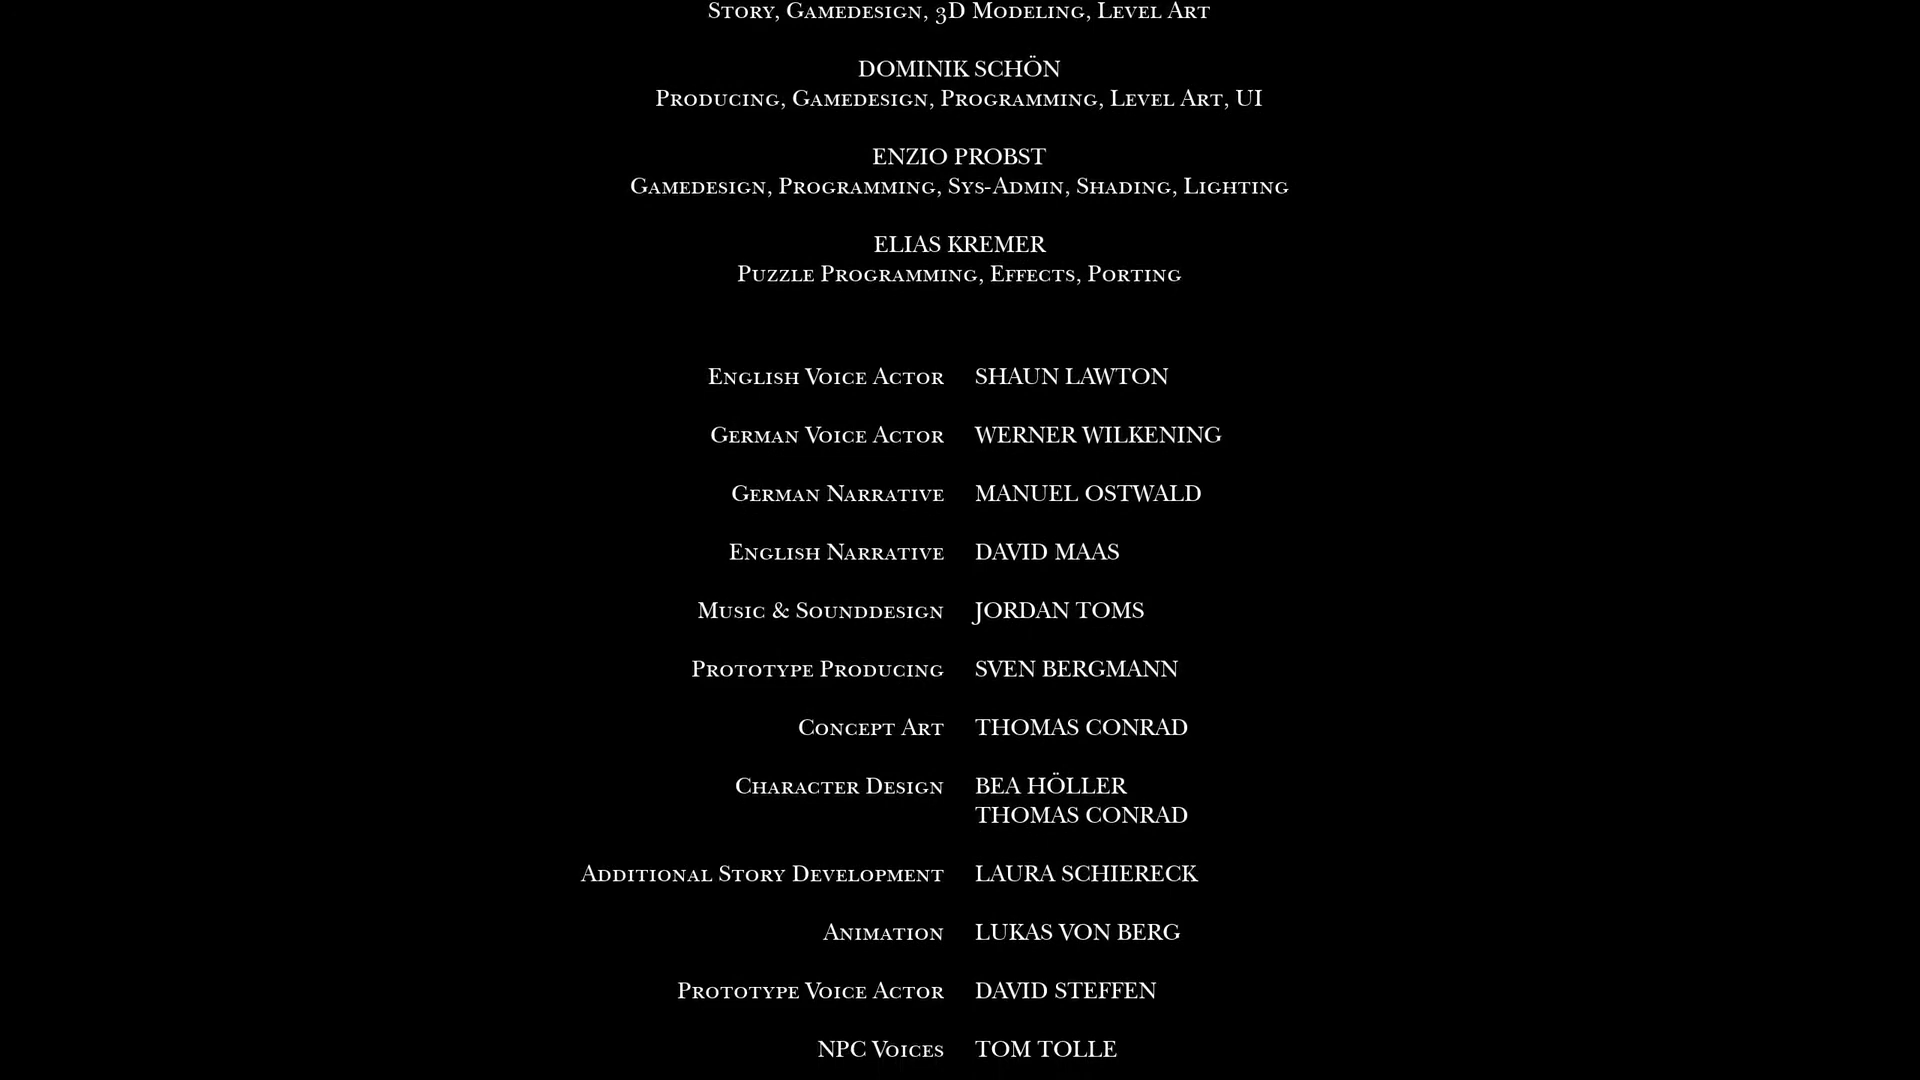 Story, Gamedesign, 3D Modeling, Level Art
DOMINIK SCHÖN
Producing, Gamedesign, Programming, Level Art, UI
ENZIO PROBST
Gamedesign, Programming, Sys-Admin, Shading, Lighting
ELIAS KREMER
Puzzle Programming, Effects, Porting
English Voice Actor SHAUN LAWTON
German Voice Actor WERNER WILKENING
German Narrative MANUEL OSTWALD
English Narrative DAVID MAAS
Music & Sounddesign JORDAN TOMS
Prototype Producing SVEN BERGMANN
Concept Art THOMAS CONRAD
Character Design BEA HÖLLER
THOMAS CONRAD
Additional Story Development LAURA SCHIERECK
Animation LUKAS VON BERG
Prototype Voice Actor DAVID STEFFEN
NPC Voices TOM TOLLE